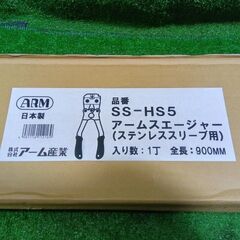 ARM
日本製
品番
SS-HS5
アームスエージャー
(ステンレススリーブ用)
入り数:1丁 全長:900MM
株式会社アーム産業